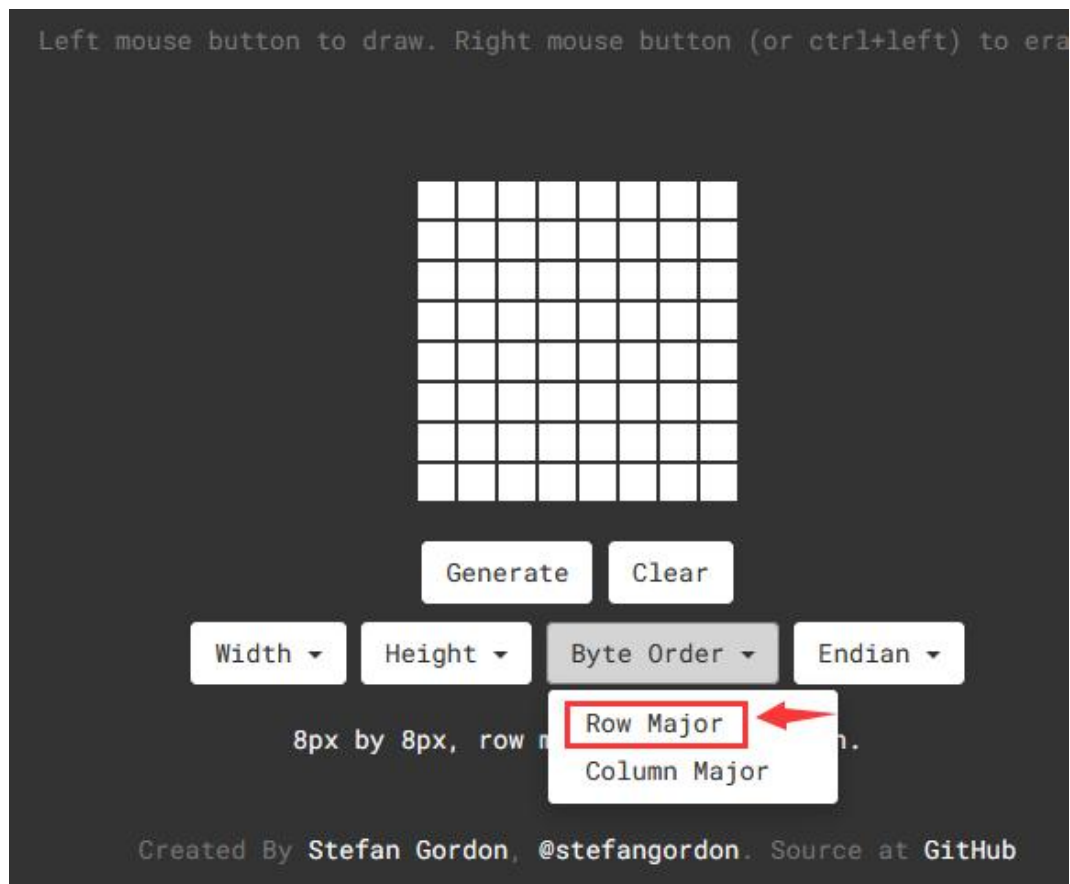 Left mouse button to draw. Right mouse button (or ctrl+left) to era
Generate Clear
Width Height Byte Order Endian
Row Major
8px by 8px, row m n.
Column Major
Created By Stefan Gordon, @stefangordon. Source at GitHub